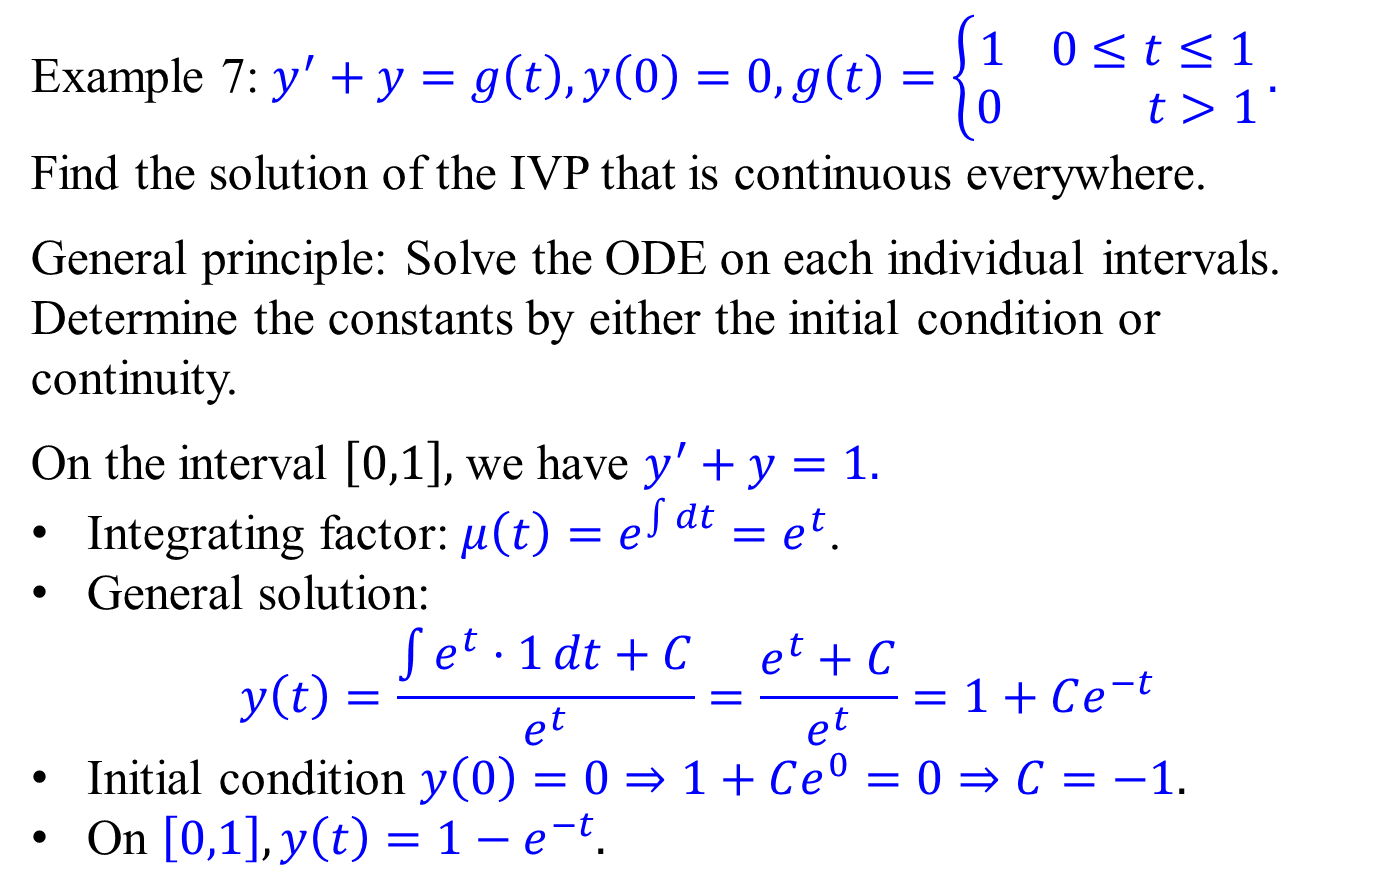 Example 7: y′ + y = g(t), y(0) = 0, g(t) = {1 0 ≤ t ≤ 1
0 t > 1.
Find the solution of the IVP that is continuous everywhere.
General principle: Solve the ODE on each individual intervals.
Determine the constants by either the initial condition or
continuity.
On the interval [0,1], we have y′ + y = 1.
• Integrating factor: μ(t) = e^{∫ dt} = e^t.
• General solution:
y(t) = (∫ e^t · 1 dt + C)/e^t = (e^t + C)/e^t = 1 + Ce^{−t}
• Initial condition y(0) = 0 ⇒ 1 + Ce^0 = 0 ⇒ C = −1.
• On [0,1], y(t) = 1 − e^{−t}.